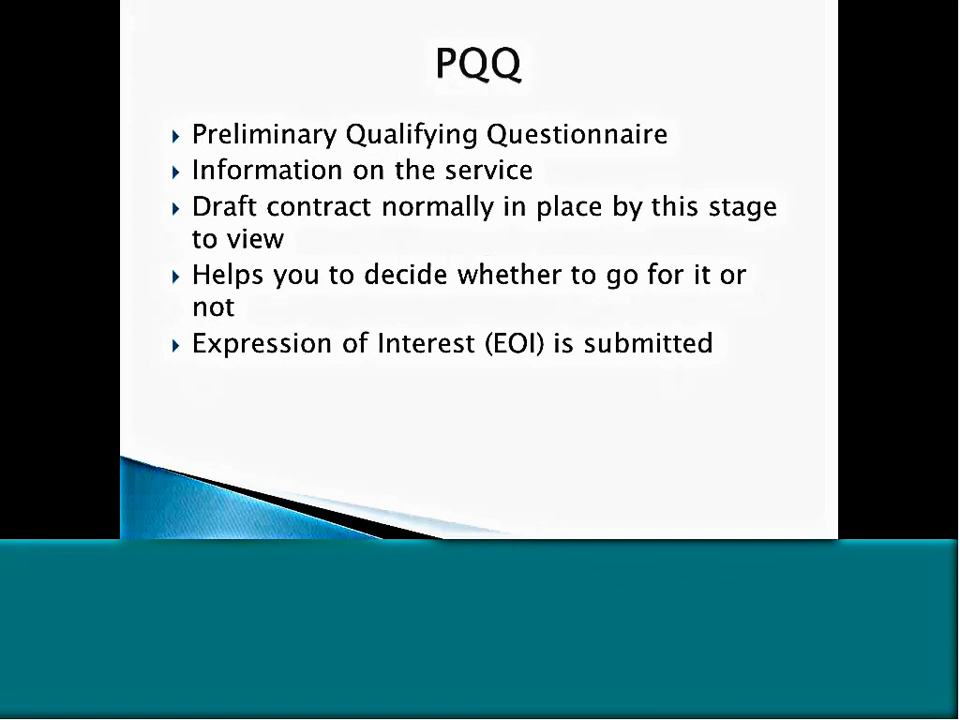 PQQ
Preliminary Qualifying Questionnaire
Information on the service
Draft contract normally in place by this stage
to view
Helps you to decide whether to go for it or
not
Expression of Interest (EOI) is submitted